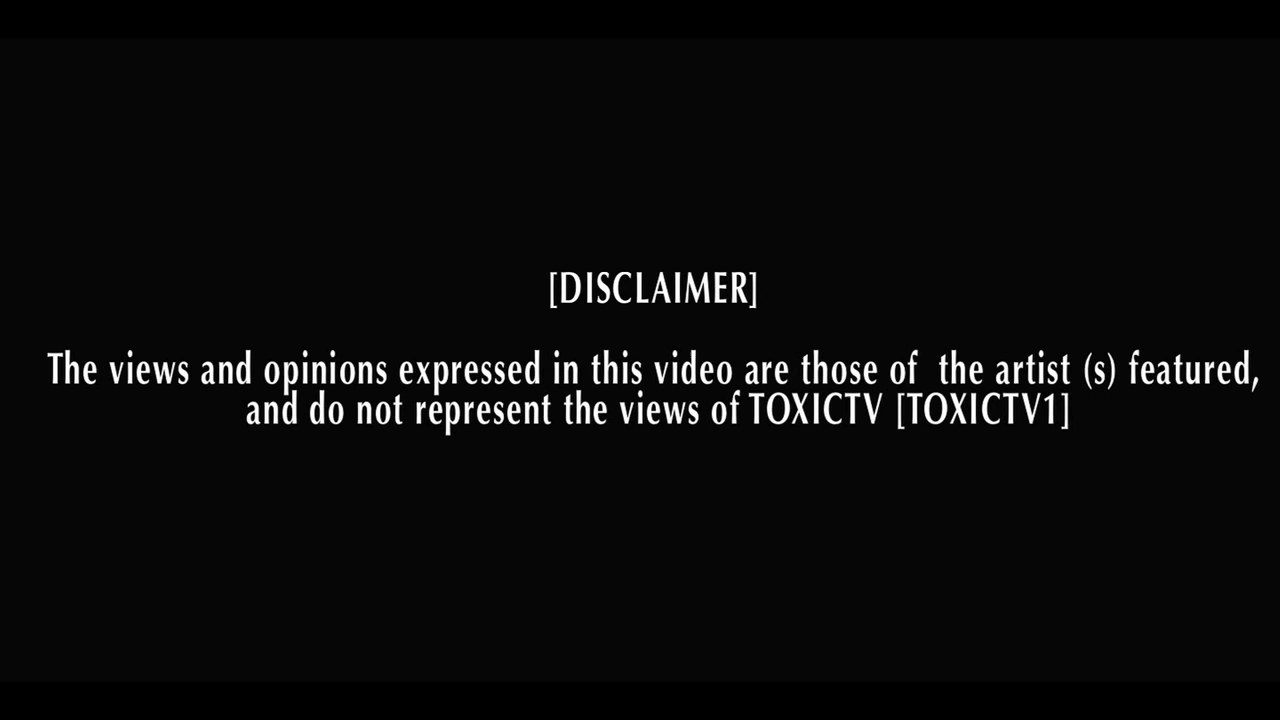 [DISCLAIMER]
The views and opinions expressed in this video are those of  the artist (s) featured,
and do not represent the views of TOXICTV [TOXICTV1]